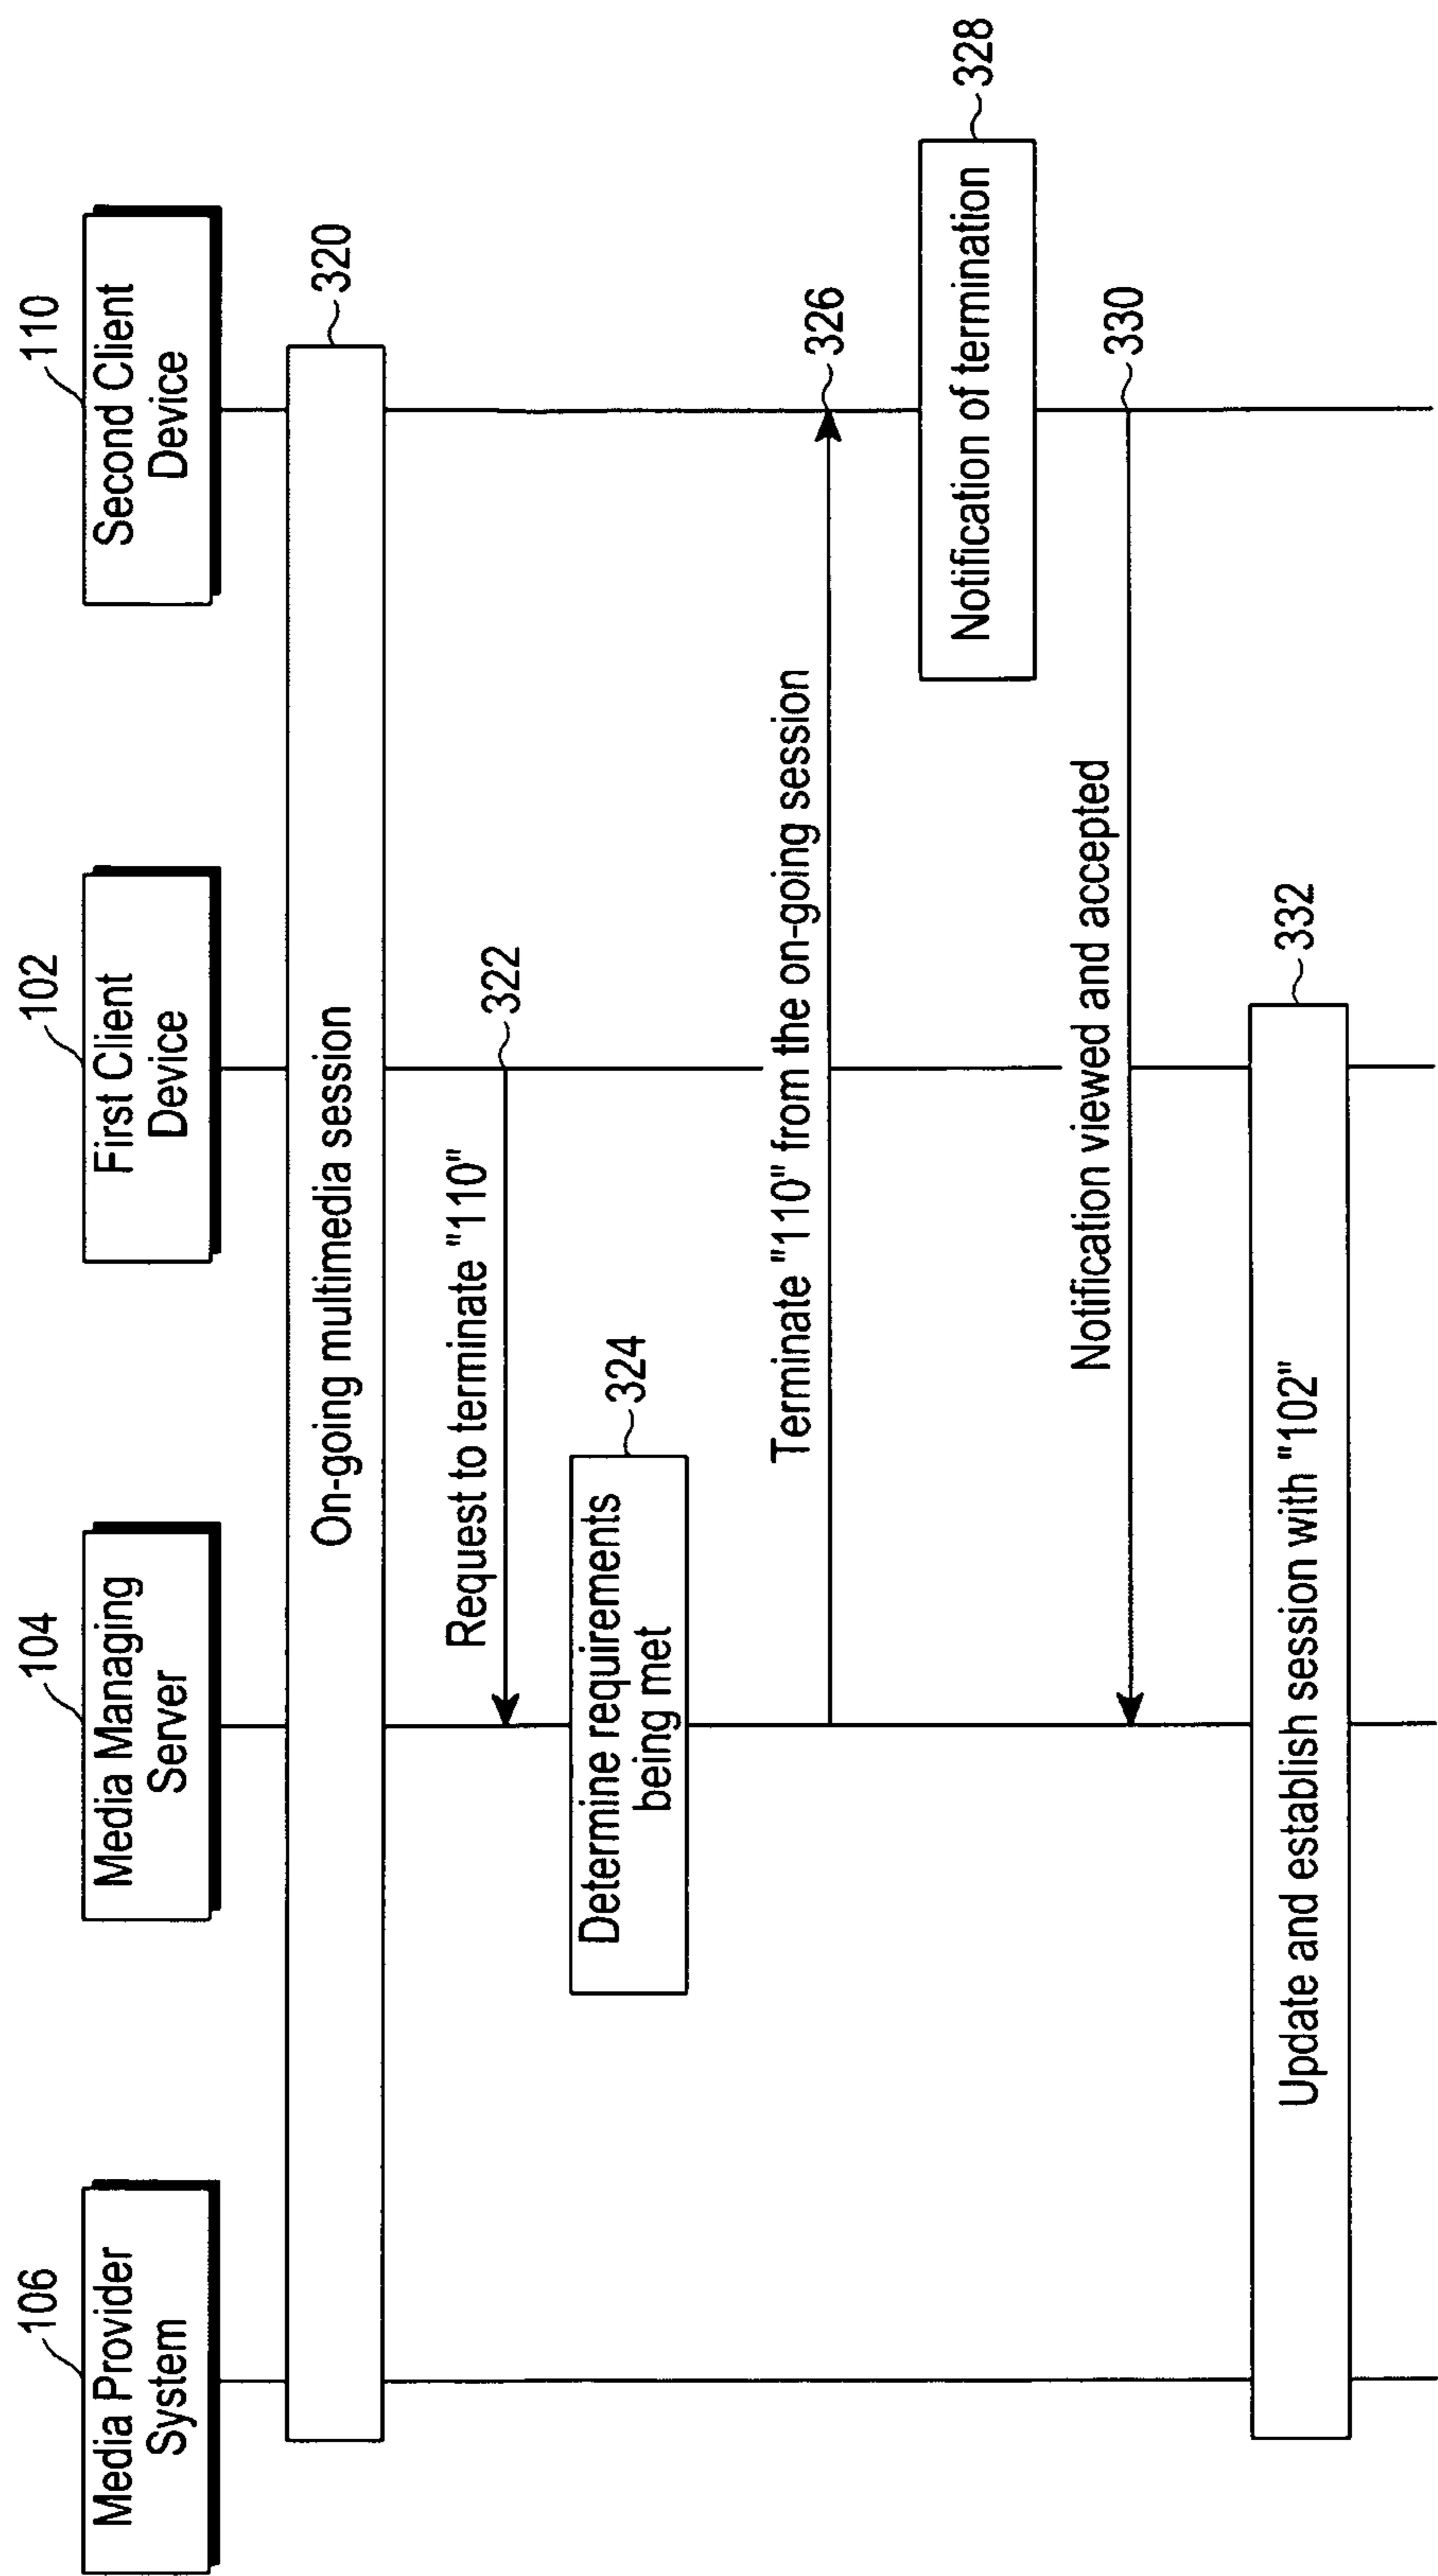 106
Media Provider
System
104
Media Managing
Server
102
First Client
Device
110
Second Client
Device
On-going multimedia session
320
Request to terminate "110"
322
Determine requirements
being met
324
Terminate "110" from the on-going session
326
Notification of termination
328
Notification viewed and accepted
330
Update and establish session with "102"
332